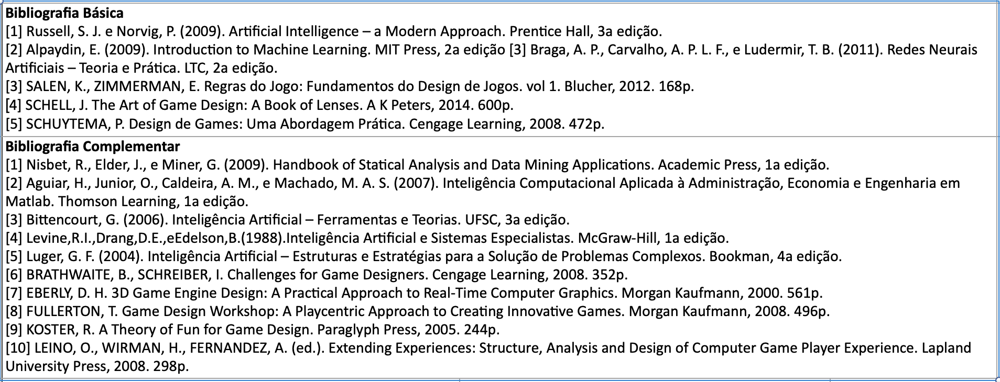 Bibliografia Básica
[1] Russell, S. J. e Norvig, P. (2009). Artificial Intelligence – a Modern Approach. Prentice Hall, 3a edição.
[2] Alpaydin, E. (2009). Introduction to Machine Learning. MIT Press, 2a edição [3] Braga, A. P., Carvalho, A. P. L. F., e Ludermir, T. B. (2011). Redes Neurais
Artificiais – Teoria e Prática. LTC, 2a edição.
[3] SALEN, K., ZIMMERMAN, E. Regras do Jogo: Fundamentos do Design de Jogos. vol 1. Blucher, 2012. 168p.
[4] SCHELL, J. The Art of Game Design: A Book of Lenses. A K Peters, 2014. 600p.
[5] SCHUYTEMA, P. Design de Games: Uma Abordagem Prática. Cengage Learning, 2008. 472p.
Bibliografia Complementar
[1] Nisbet, R., Elder, J., e Miner, G. (2009). Handbook of Statical Analysis and Data Mining Applications. Academic Press, 1a edição.
[2] Aguiar, H., Junior, O., Caldeira, A. M., e Machado, M. A. S. (2007). Inteligência Computacional Aplicada à Administração, Economia e Engenharia em
Matlab. Thomson Learning, 1a edição.
[3] Bittencourt, G. (2006). Inteligência Artificial – Ferramentas e Teorias. UFSC, 3a edição.
[4] Levine,R.I.,Drang,D.E.,eEdelson,B.(1988).Inteligência Artificial e Sistemas Especialistas. McGraw-Hill, 1a edição.
[5] Luger, G. F. (2004). Inteligência Artificial – Estruturas e Estratégias para a Solução de Problemas Complexos. Bookman, 4a edição.
[6] BRATHWAITE, B., SCHREIBER, I. Challenges for Game Designers. Cengage Learning, 2008. 352p.
[7] EBERLY, D. H. 3D Game Engine Design: A Practical Approach to Real-Time Computer Graphics. Morgan Kaufmann, 2000. 561p.
[8] FULLERTON, T. Game Design Workshop: A Playcentric Approach to Creating Innovative Games. Morgan Kaufmann, 2008. 496p.
[9] KOSTER, R. A Theory of Fun for Game Design. Paraglyph Press, 2005. 244p.
[10] LEINO, O., WIRMAN, H., FERNANDEZ, A. (ed.). Extending Experiences: Structure, Analysis and Design of Computer Game Player Experience. Lapland
University Press, 2008. 298p.